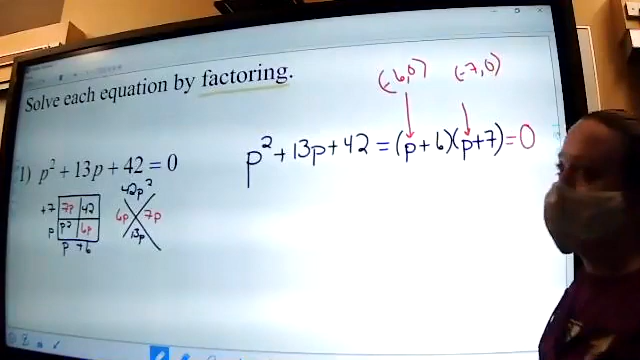 Solve each equation by factoring.
(-6,0) (-7,0)
p² + 13p + 42 = (p + 6)(p + 7) = 0
1) p² + 13p + 42 = 0
42p²
+7 7p 42
6p 7p
p p² 6p
13p
p +6